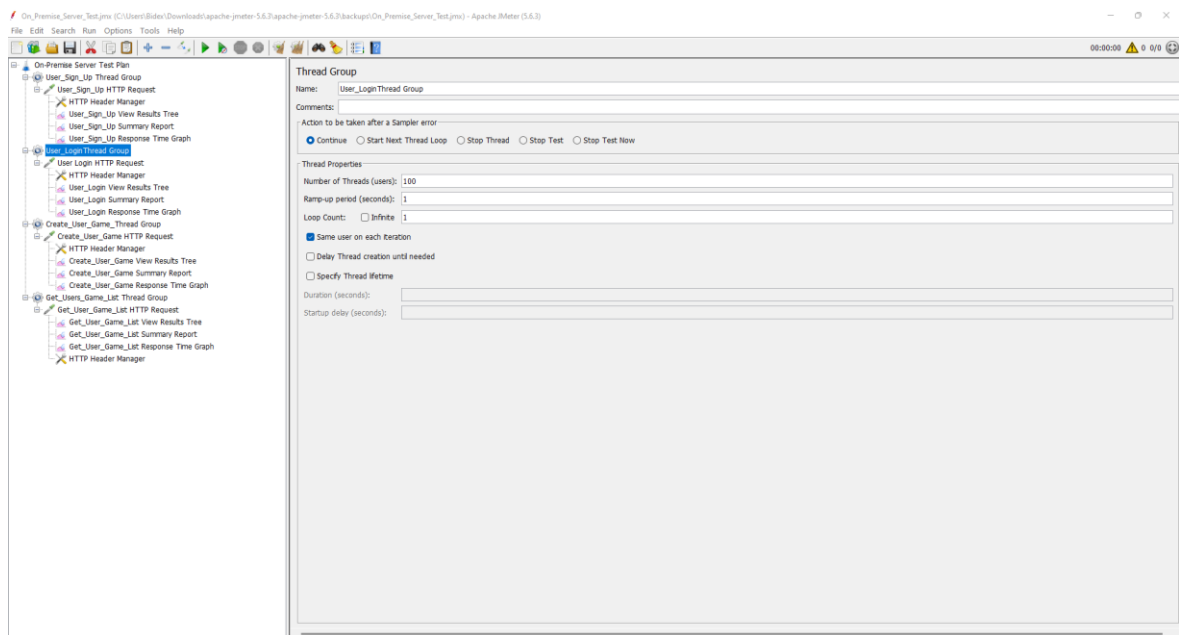 On_Premise_Server_Test.jmx (C:\Users\Bidex\Downloads\apache-jmeter-5.6.3\apache-jmeter-5.6.3\backups\On_Premise_Server_Test.jmx) - Apache JMeter (5.6.3)
File Edit Search Run Options Tools Help
00:00:00 0 0/0
On-Premise Server Test Plan
User_Sign_Up Thread Group
User_Sign_Up HTTP Request
HTTP Header Manager
User_Sign_Up View Results Tree
User_Sign_Up Summary Report
User_Sign_Up Response Time Graph
User_LoginThread Group
User Login HTTP Request
HTTP Header Manager
User_Login View Results Tree
User_Login Summary Report
User_Login Response Time Graph
Create_User_Game_Thread Group
Create_User_Game HTTP Request
HTTP Header Manager
Create_User_Game View Results Tree
Create_User_Game Summary Report
Create_User_Game Response Time Graph
Get_Users_Game_List Thread Group
Get_User_Game_List HTTP Request
Get_User_Game_List View Results Tree
Get_User_Game_List Summary Report
Get_User_Game_List Response Time Graph
HTTP Header Manager
Thread Group
Name: User_LoginThread Group
Comments:
Action to be taken after a Sampler error
Continue Start Next Thread Loop Stop Thread Stop Test Stop Test Now
Thread Properties
Number of Threads (users): 100
Ramp-up period (seconds): 1
Loop Count: Infinite 1
Same user on each iteration
Delay Thread creation until needed
Specify Thread lifetime
Duration (seconds):
Startup delay (seconds):